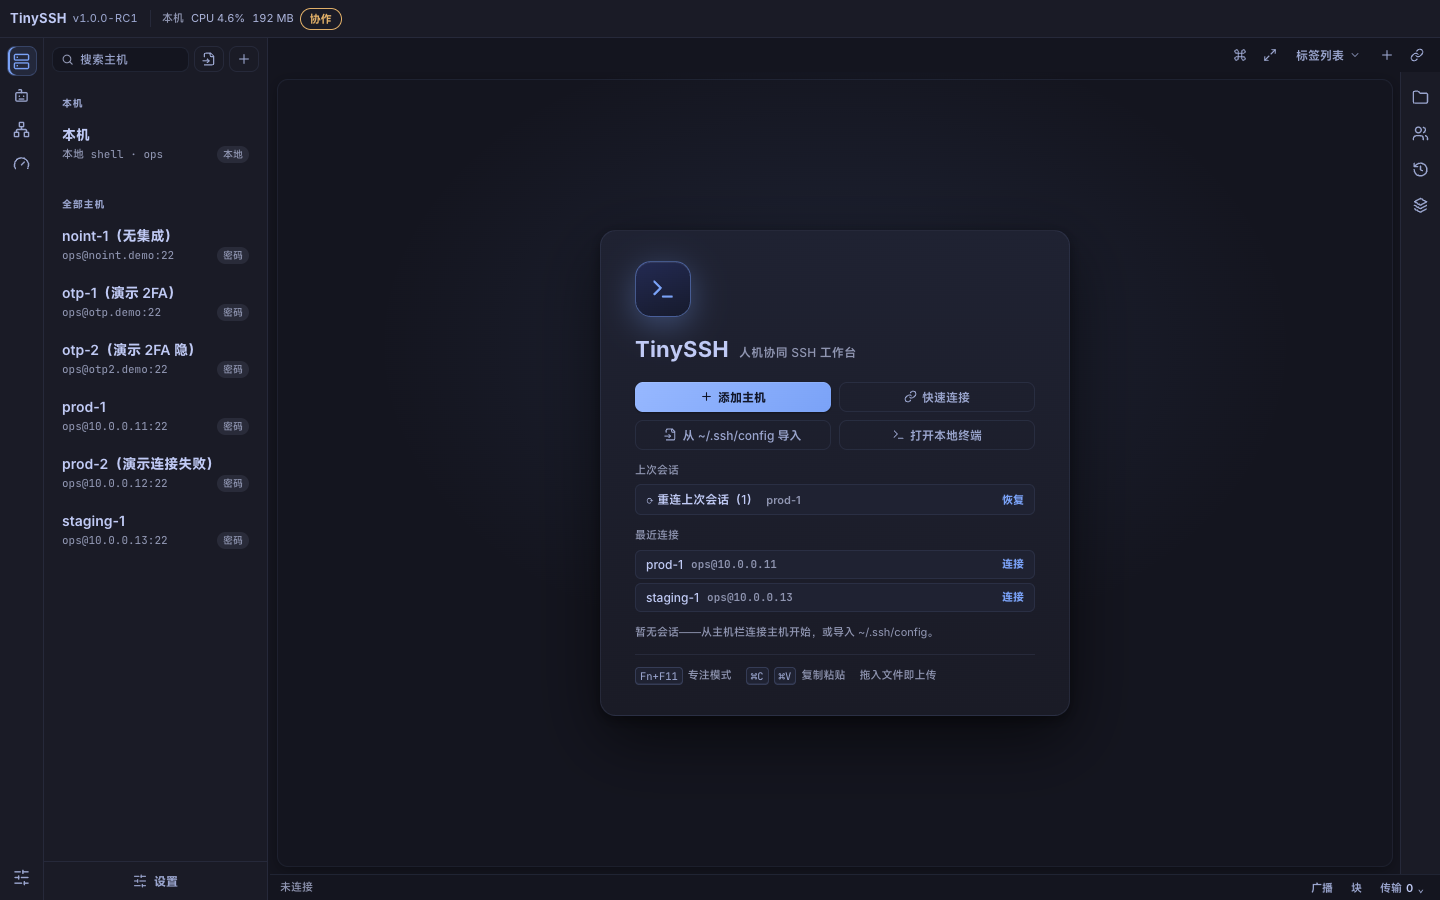 TinySSH v1.0.0-RC1 本机 CPU 4.6% 192 MB 协作
搜索主机
标签列表
本机
本机
本地 shell · ops 本地
全部主机
noint-1（无集成）
ops@noint.demo:22 密码
otp-1（演示 2FA）
ops@otp.demo:22 密码
otp-2（演示 2FA 隐）
ops@otp2.demo:22 密码
prod-1
ops@10.0.0.11:22 密码
prod-2（演示连接失败）
ops@10.0.0.12:22 密码
staging-1
ops@10.0.0.13:22 密码
设置
TinySSH 人机协同 SSH 工作台
添加主机 快速连接
从 ~/.ssh/config 导入 打开本地终端
上次会话
重连上次会话（1） prod-1 恢复
最近连接
prod-1 ops@10.0.0.11 连接
staging-1 ops@10.0.0.13 连接
暂无会话——从主机栏连接主机开始，或导入 ~/.ssh/config。
Fn+F11 专注模式 ⌘C ⌘V 复制粘贴 拖入文件即上传
未连接 广播 块 传输 0